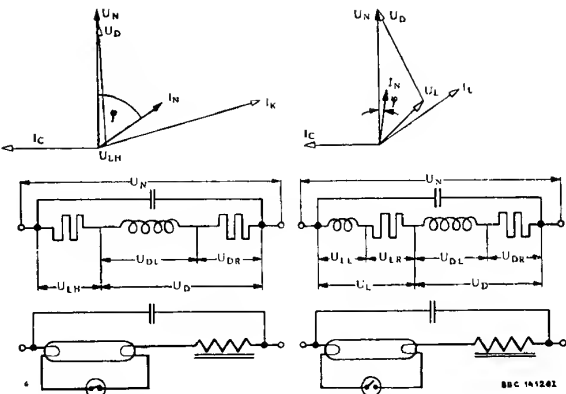 U_N
U_D
I_N
φ
I_K
I_C
U_LH
U_N
U_D
I_N
φ
U_L
I_L
I_C
U_N
U_DL
U_DR
U_LH
U_D
U_N
U_LL
U_LR
U_DL
U_DR
U_L
U_D
6
BBC 141282